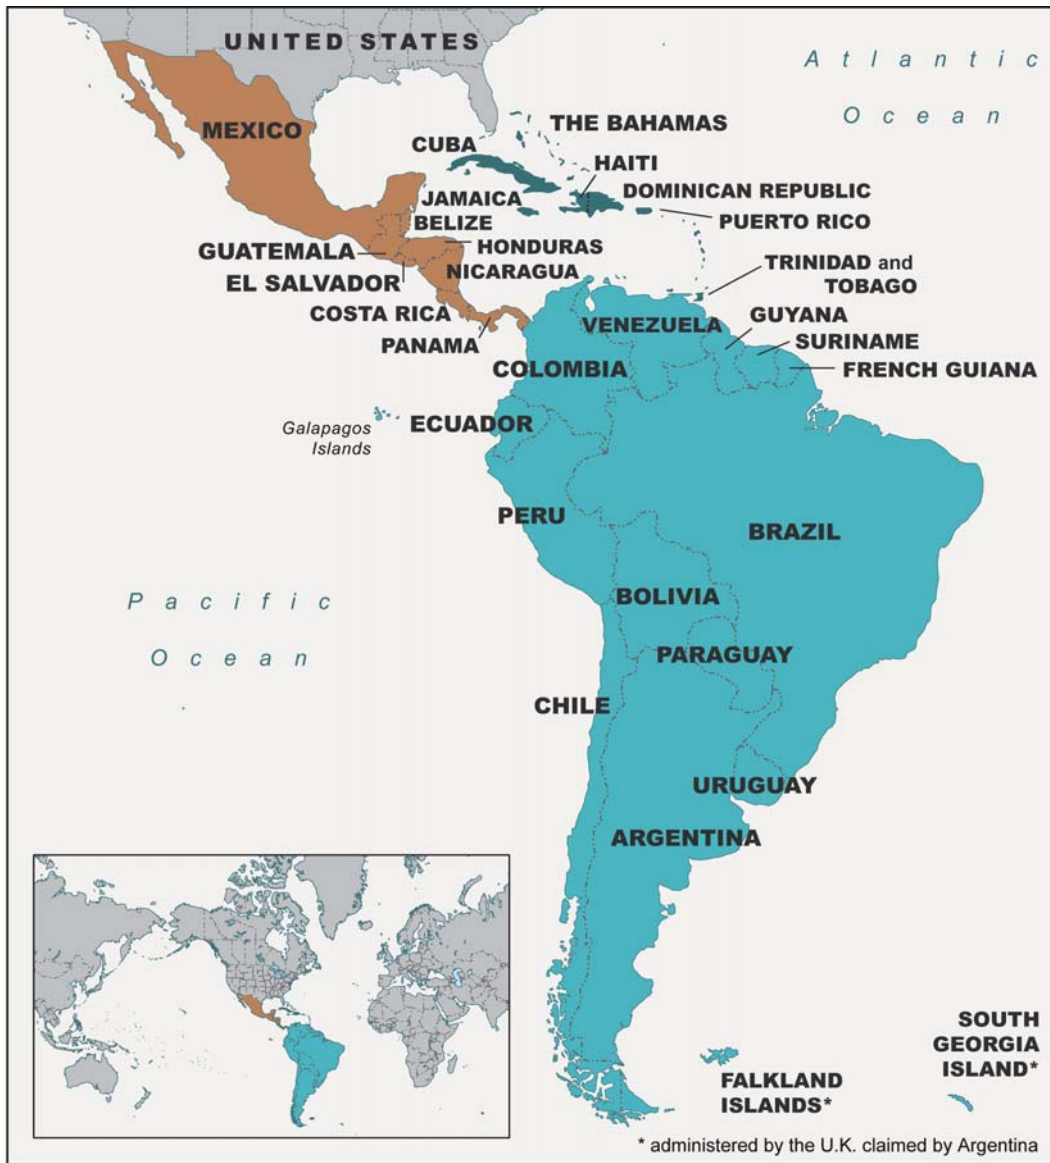 UNITED STATES
Atlantic
Ocean
MEXICO
THE BAHAMAS
CUBA
HAITI
DOMINICAN REPUBLIC
JAMAICA
PUERTO RICO
BELIZE
GUATEMALA
HONDURAS
EL SALVADOR
NICARAGUA
TRINIDAD and
TOBAGO
COSTA RICA
PANAMA
VENEZUELA
GUYANA
SURINAME
COLOMBIA
FRENCH GUIANA
Galapagos
Islands
ECUADOR
PERU
BRAZIL
Pacific
Ocean
BOLIVIA
PARAGUAY
CHILE
URUGUAY
ARGENTINA
SOUTH
GEORGIA
ISLAND*
FALKLAND
ISLANDS*
* administered by the U.K. claimed by Argentina